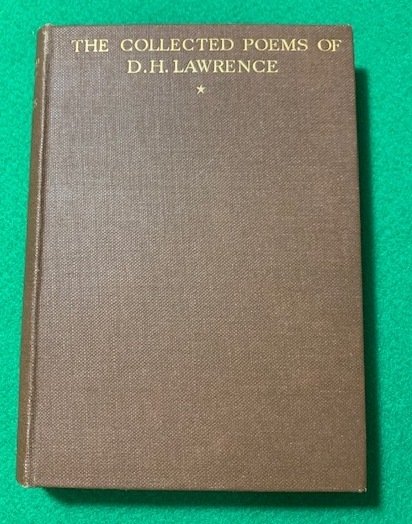 THE COLLECTED POEMS OF
D.H. LAWRENCE